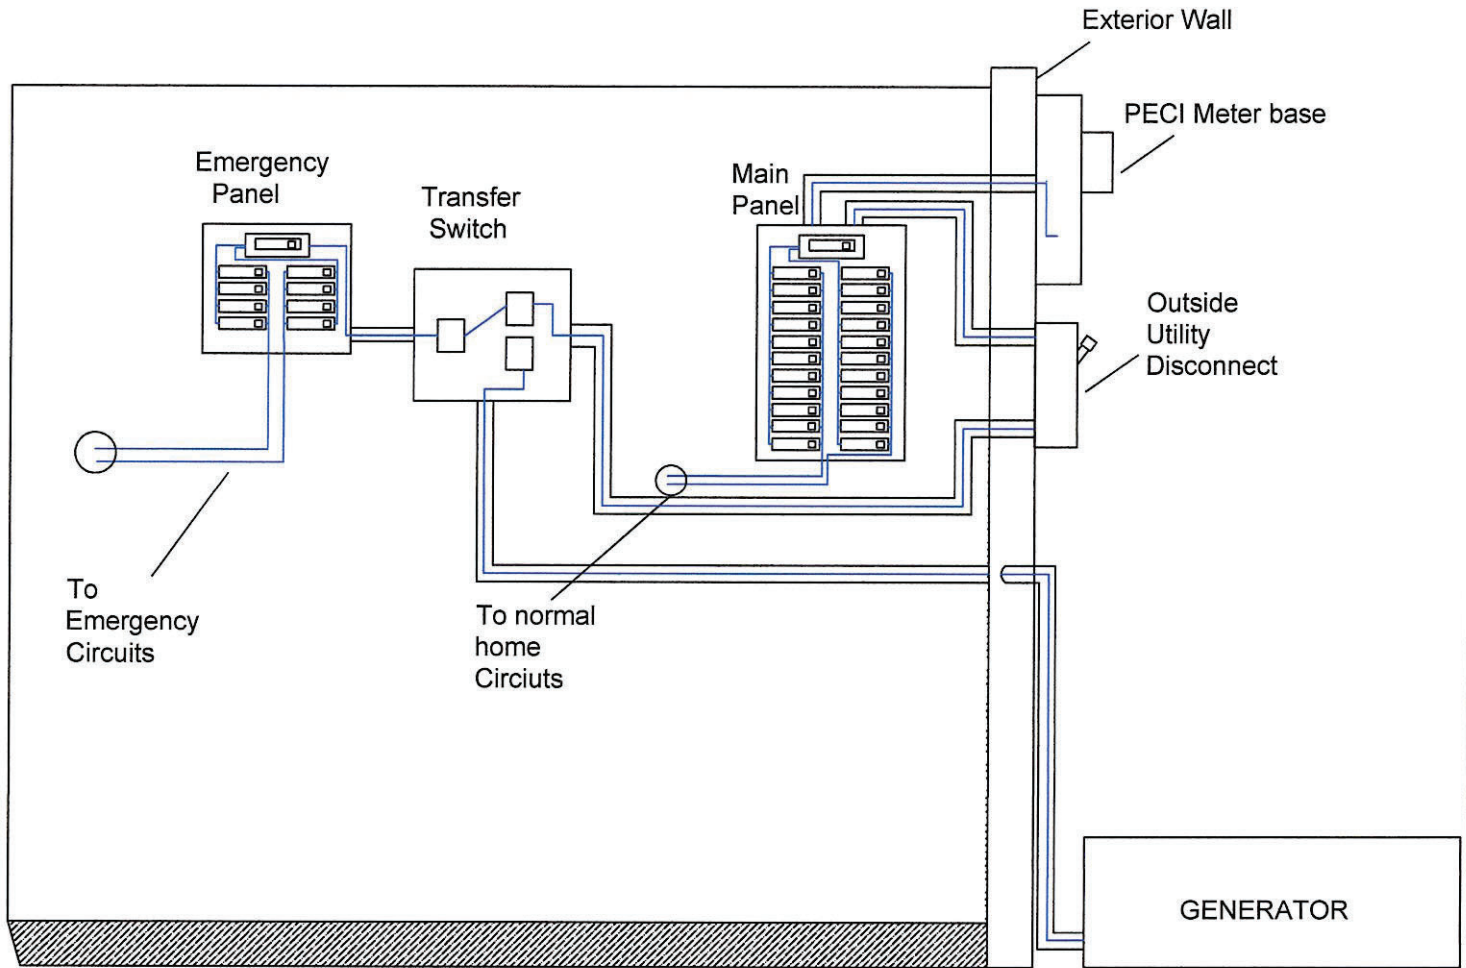 Exterior Wall
PECI Meter base
Emergency
Panel
Transfer
Switch
Main
Panel
Outside
Utility
Disconnect
To
Emergency
Circuits
To normal
home
Circiuts
GENERATOR